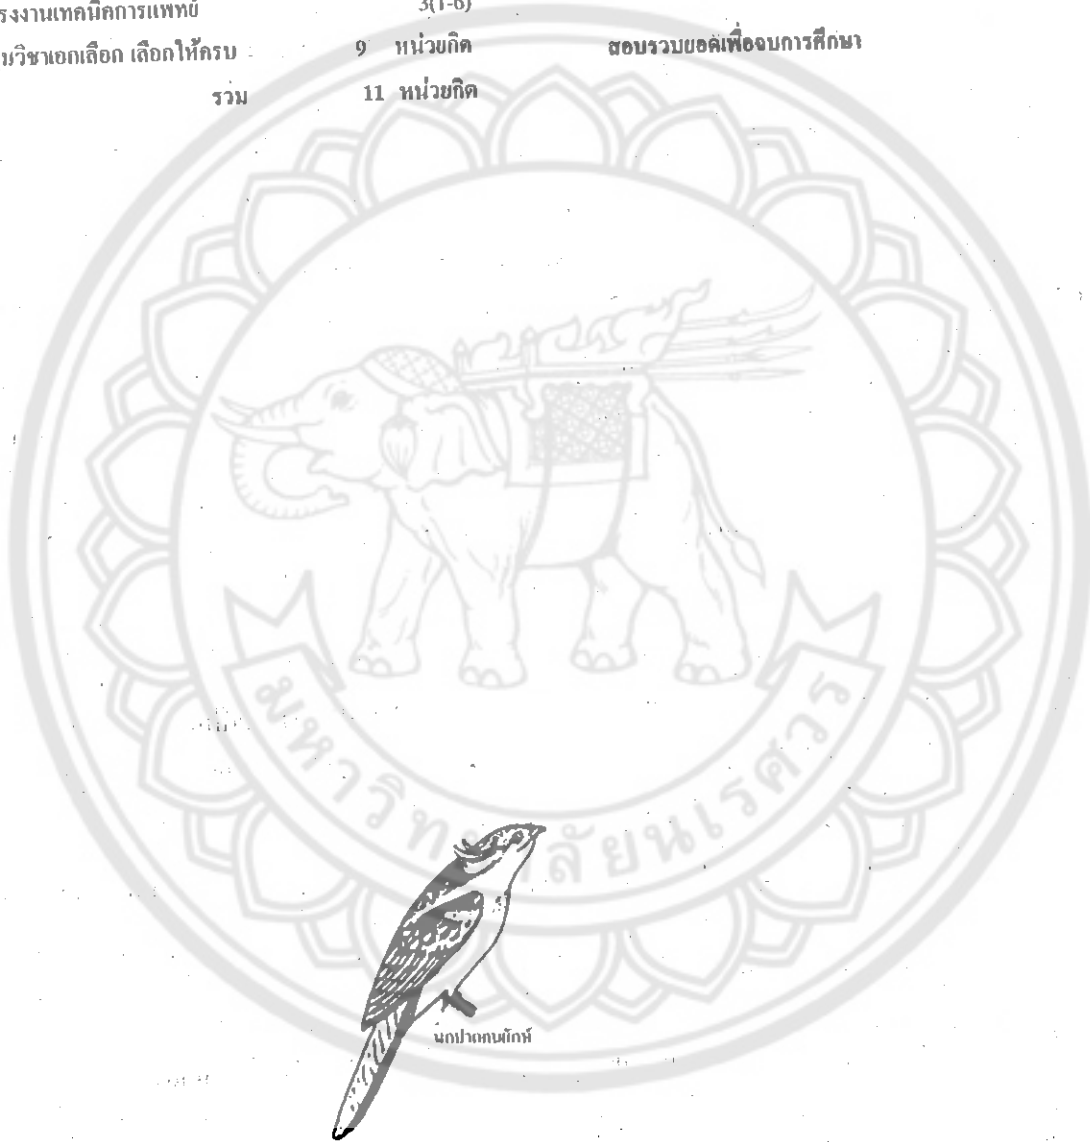 รงงานเทคนิคการแพทย์ 3(1-6)
วิชาเอกเลือก เลือกให้ครบ 9 หน่วยกิต สอบรวบยอดเพื่อจบการศึกษา
รวม 11 หน่วยกิต
มหาวิทยาลัยนเรศวร
นกปากกบยักษ์